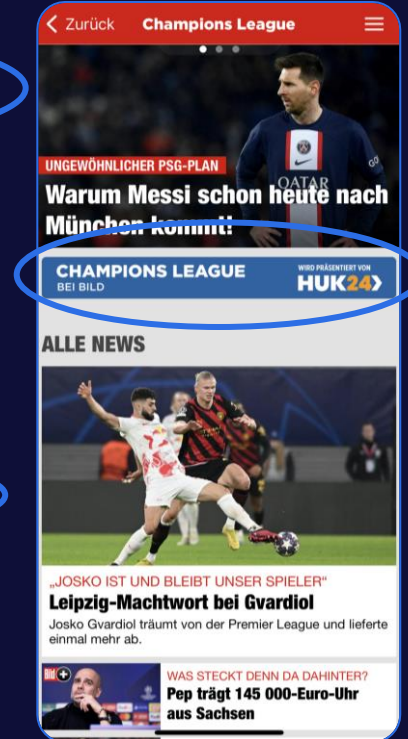 Zurück Champions League
UNGEWÖHNLICHER PSG-PLAN
QATAR
GO
Warum Messi schon heute nach
München kommt!
CHAMPIONS LEAGUE
BEI BILD
WIRD PRÄSENTIERT VON
HUK24
ALLE NEWS
„JOSKO IST UND BLEIBT UNSER SPIELER“
Leipzig-Machtwort bei Gvardiol
Josko Gvardiol träumt von der Premier League und lieferte
einmal mehr ab.
Bild+
WAS STECKT DENN DA DAHINTER?
Pep trägt 145 000-Euro-Uhr
aus Sachsen